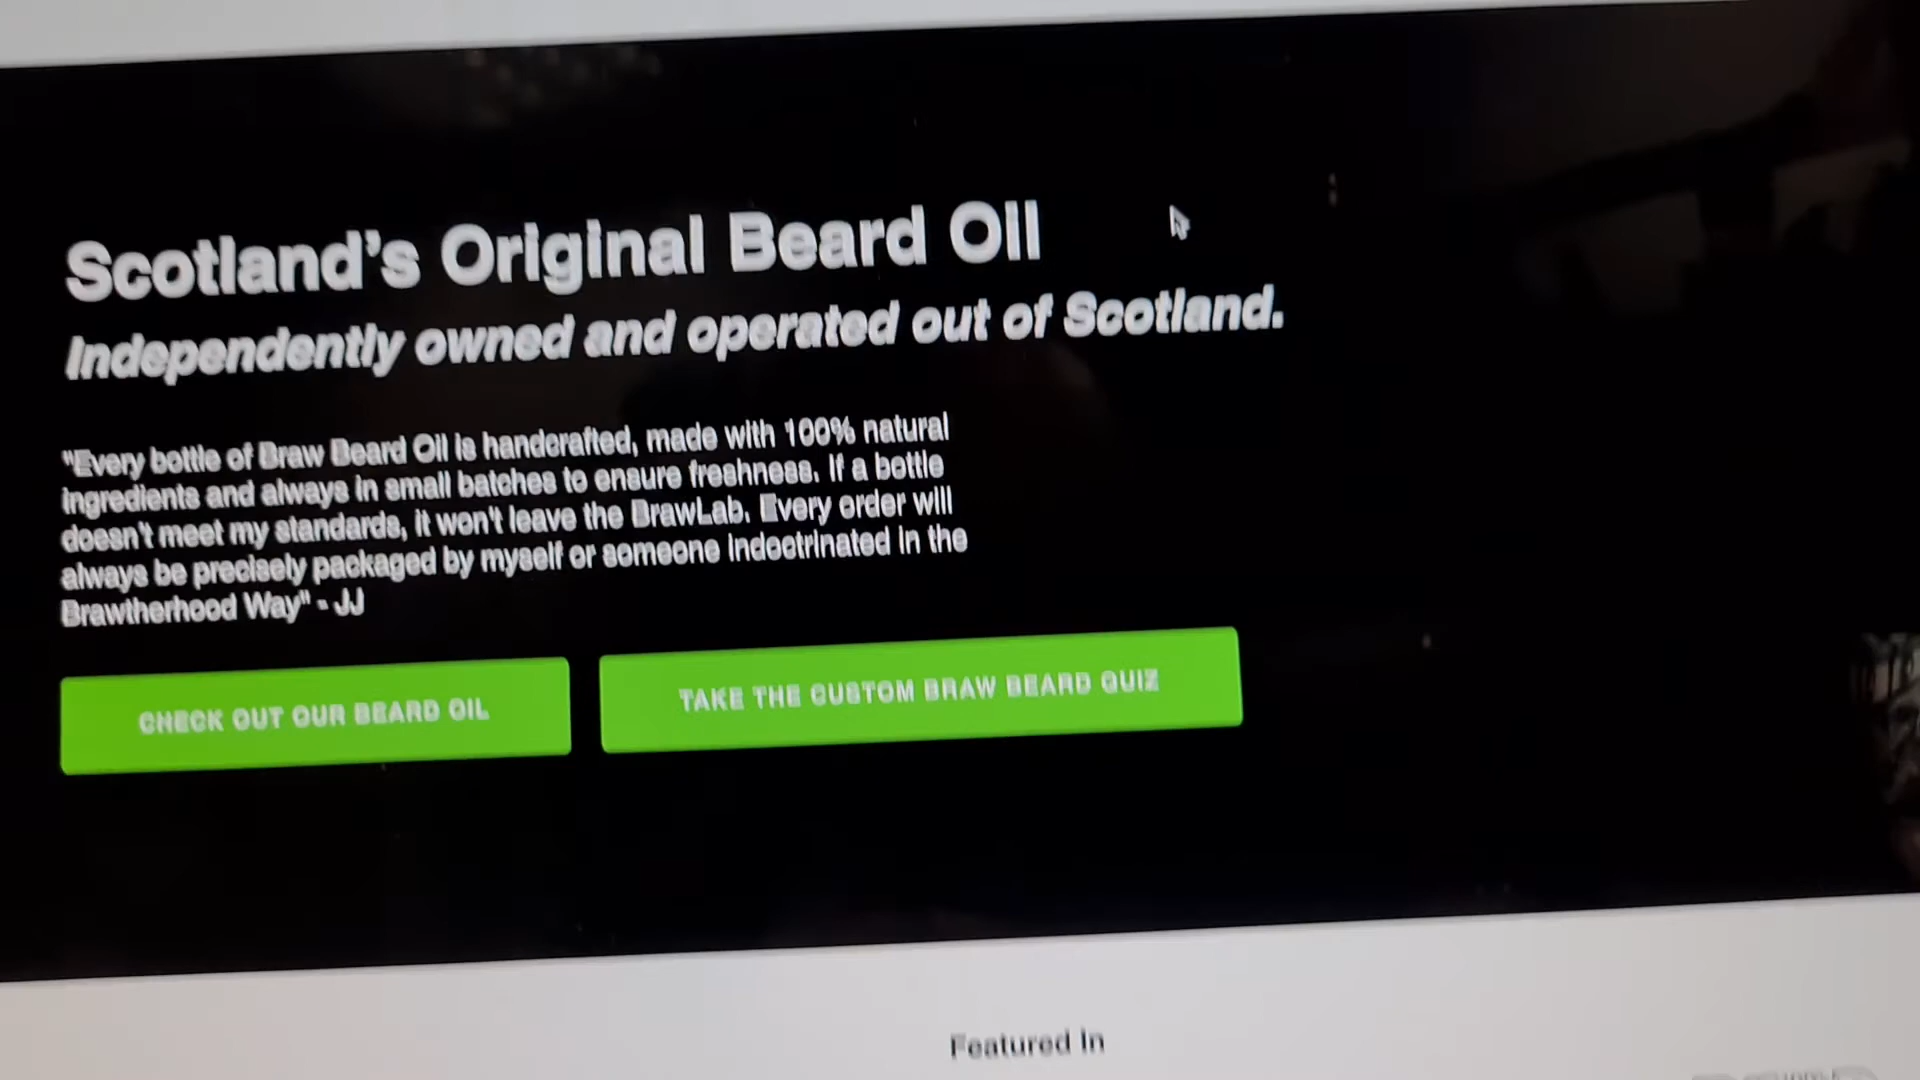 Scotland's Original Beard Oil
Independently owned and operated out of Scotland.
"Every bottle of Braw Beard Oil is handcrafted, made with 100% natural
ingredients and always in small batches to ensure freshness. If a bottle
doesn't meet my standards, it won't leave the BrawLab. Every order will
always be precisely packaged by myself or someone indoctrinated in the
Brawtherhood Way" - JJ
CHECK OUT OUR BEARD OIL
TAKE THE CUSTOM BRAW BEARD QUIZ
Featured In